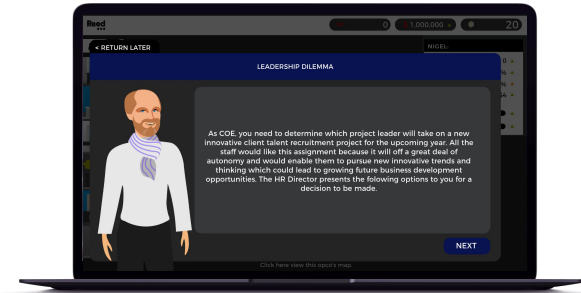 Reed
0
1,000,000
20
< RETURN LATER
NIGEL:
LEADERSHIP DILEMMA
As COE, you need to determine which project leader will take on a new
innovative client talent recruitment project for the upcoming year. All the
staff would like this assignment because it will off a great deal of
autonomy and would enable them to pursue new innovative trends and
thinking which could lead to growing future business development
opportunities. The HR Director presents the folowing options to you for a
decision to be made.
NEXT
Click here view this opco's map.